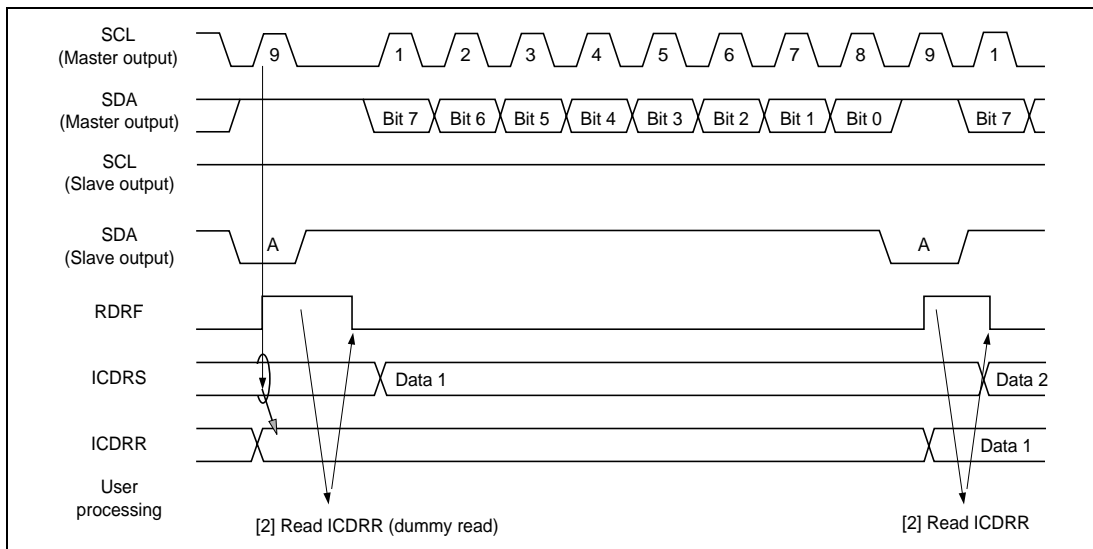 SCL
(Master output)
9 1 2 3 4 5 6 7 8 9 1
SDA
(Master output)
Bit 7 Bit 6 Bit 5 Bit 4 Bit 3 Bit 2 Bit 1 Bit 0 Bit 7
SCL
(Slave output)
SDA
(Slave output)
A A
RDRF
ICDRS
Data 1 Data 2
ICDRR
Data 1
User
processing
[2] Read ICDRR (dummy read) [2] Read ICDRR